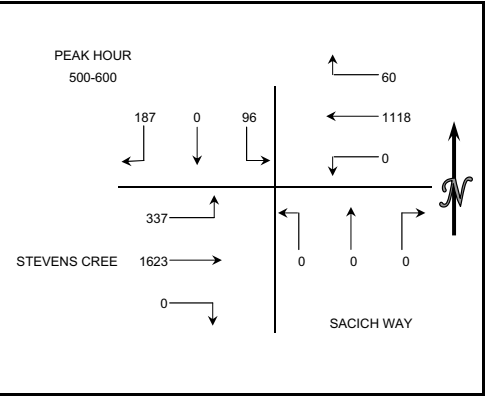 PEAK HOUR
500-600
60
187 0 96
1118
0
337
STEVENS CREE 1623
0 0 0
0
SACICH WAY
N